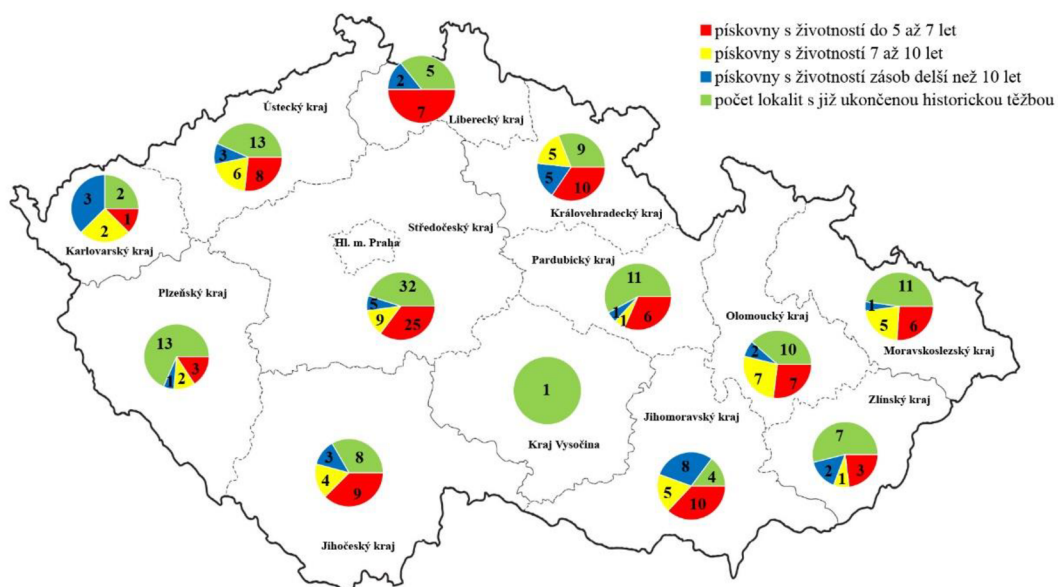 pískovny s životností do 5 až 7 let
pískovny s životností 7 až 10 let
pískovny s životností zásob delší než 10 let
počet lokalit s již ukončenou historickou těžbou
5
2
7
Liberecký kraj
Ústecký kraj
13
3
6
8
9
5
5
10
Královehradecký kraj
3
2
1
2
Karlovarský kraj
Středočeský kraj
Hl. m. Praha
32
5
9
25
Pardubický kraj
11
1
1
6
Plzeňský kraj
13
1
2
3
Olomoucký kraj
10
2
7
7
11
1
5
6
Moravskoslezský kraj
1
Kraj Vysočina
Jihomoravský kraj
8
4
5
10
Zlínský kraj
7
2
1
3
8
3
4
9
Jihočeský kraj